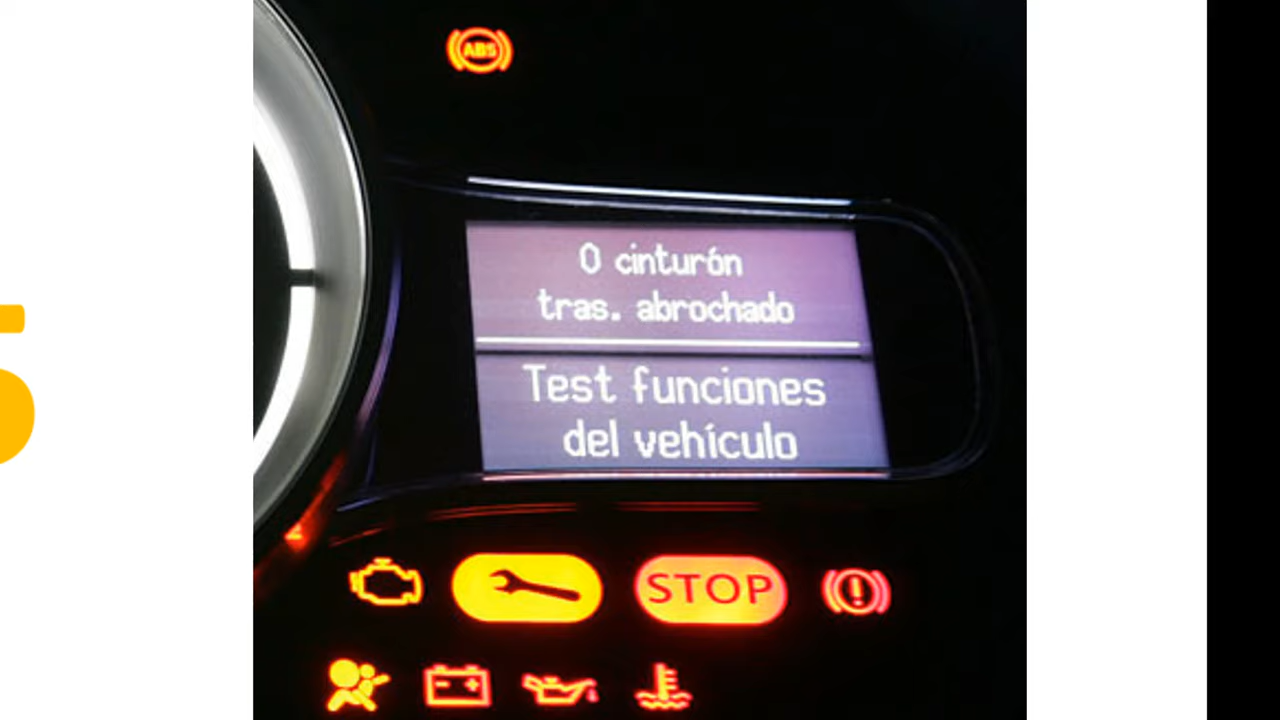 ABS
0 cinturón
tras. abrochado
Test funciones
del vehículo
STOP